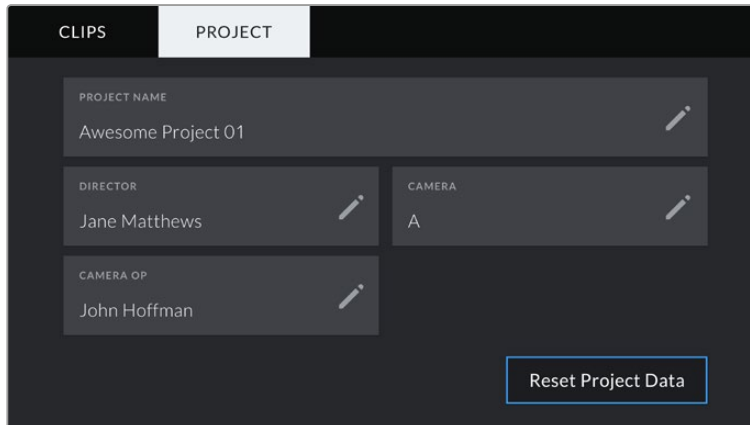 CLIPS PROJECT
PROJECT NAME
Awesome Project 01
DIRECTOR
Jane Matthews
CAMERA
A
CAMERA OP
John Hoffman
Reset Project Data